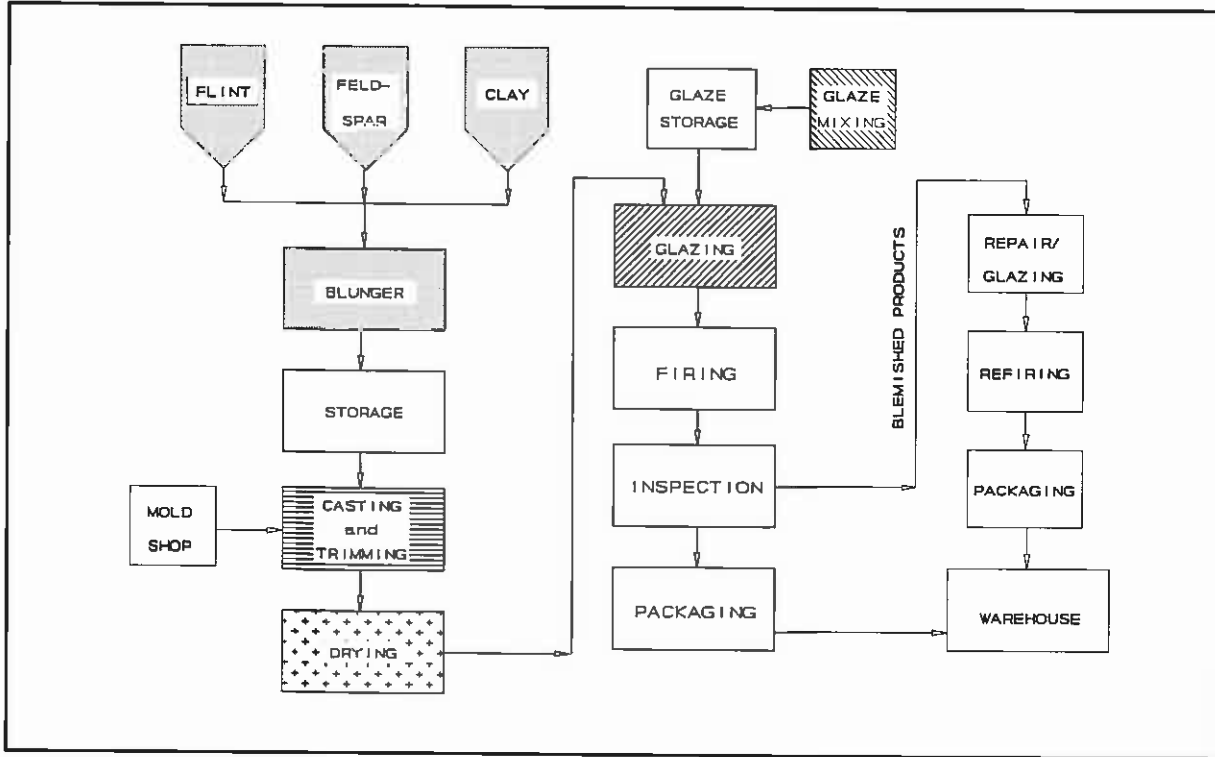 FLINT
FELD-
SPAR
CLAY
BLUNGER
STORAGE
MOLD
SHOP
CASTING
and
TRIMMING
DRYING
GLAZE
STORAGE
GLAZE
MIXING
GLAZING
FIRING
INSPECTION
PACKAGING
BLEMISHED PRODUCTS
REPAIR/
GLAZING
REFIRING
PACKAGING
WAREHOUSE